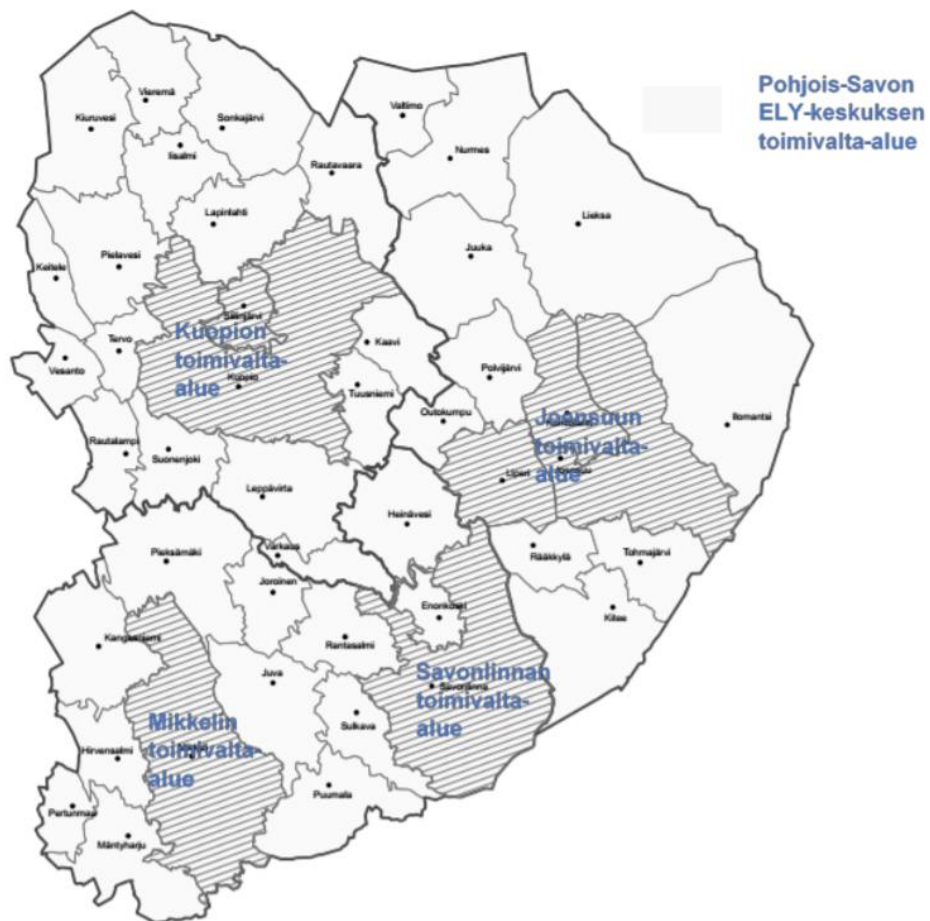 Pohjois-Savon
ELY-keskuksen
toimivalta-alue
Vieremä
Kiuruvesi
Sonkajärvi
Iisalmi
Rautavaara
Valtimo
Nurmes
Lapinlahti
Lieksa
Juuka
Pielavesi
Keitele
Siilinjärvi
Kuopion
toimivalta-
alue
Kuopio
Tervo
Vesanto
Kaavi
Tuusniemi
Polvijärvi
Outokumpu
Ilomantsi
Joensuun
toimivalta-
alue
Liperi
Rautalampi
Suonenjoki
Leppävirta
Heinävesi
Varkaus
Pieksämäki
Joroinen
Rääkkylä
Tohmajärvi
Kitee
Enonkoski
Kangasniemi
Rantasalmi
Juva
Savonlinnan
toimivalta-
alue
Savonlinna
Sulkava
Mikkelin
toimivalta-
alue
Hirvensalmi
Puumala
Pertunmaa
Mäntyharju